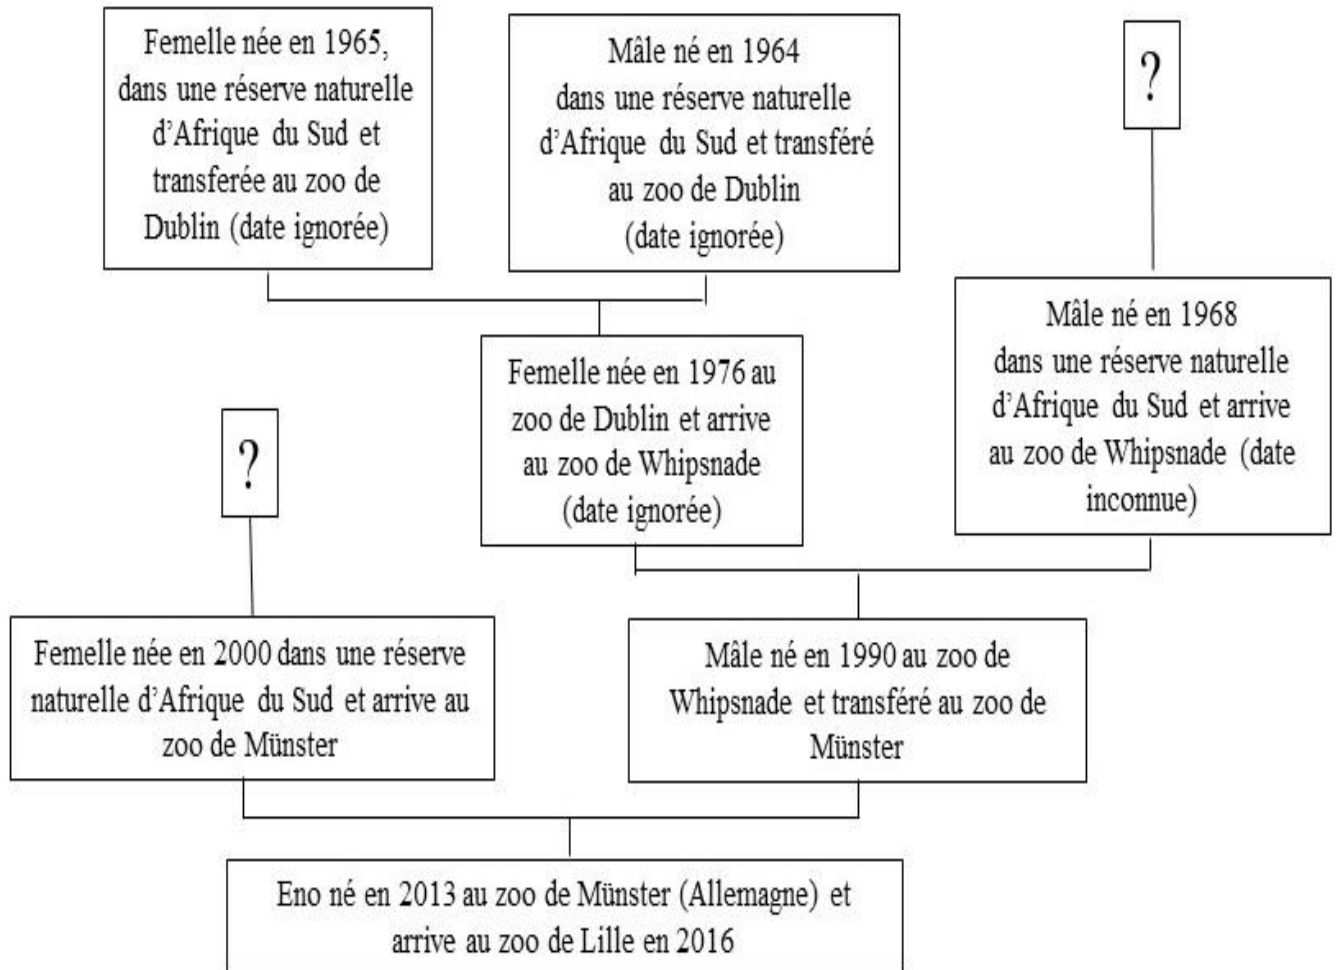 Femelle née en 1965,
dans une réserve naturelle
d'Afrique du Sud et
transferée au zoo de
Dublin (date ignorée)
Mâle né en 1964
dans une réserve naturelle
d'Afrique du Sud et transféré
au zoo de Dublin
(date ignorée)
?
Femelle née en 1976 au
zoo de Dublin et arrive
au zoo de Whipsnade
(date ignorée)
Mâle né en 1968
dans une réserve naturelle
d'Afrique du Sud et arrive
au zoo de Whipsnade (date
inconnue)
?
Femelle née en 2000 dans une réserve
naturelle d'Afrique du Sud et arrive au
zoo de Münster
Mâle né en 1990 au zoo de
Whipsnade et transféré au zoo de
Münster
Eno né en 2013 au zoo de Münster (Allemagne) et
arrive au zoo de Lille en 2016